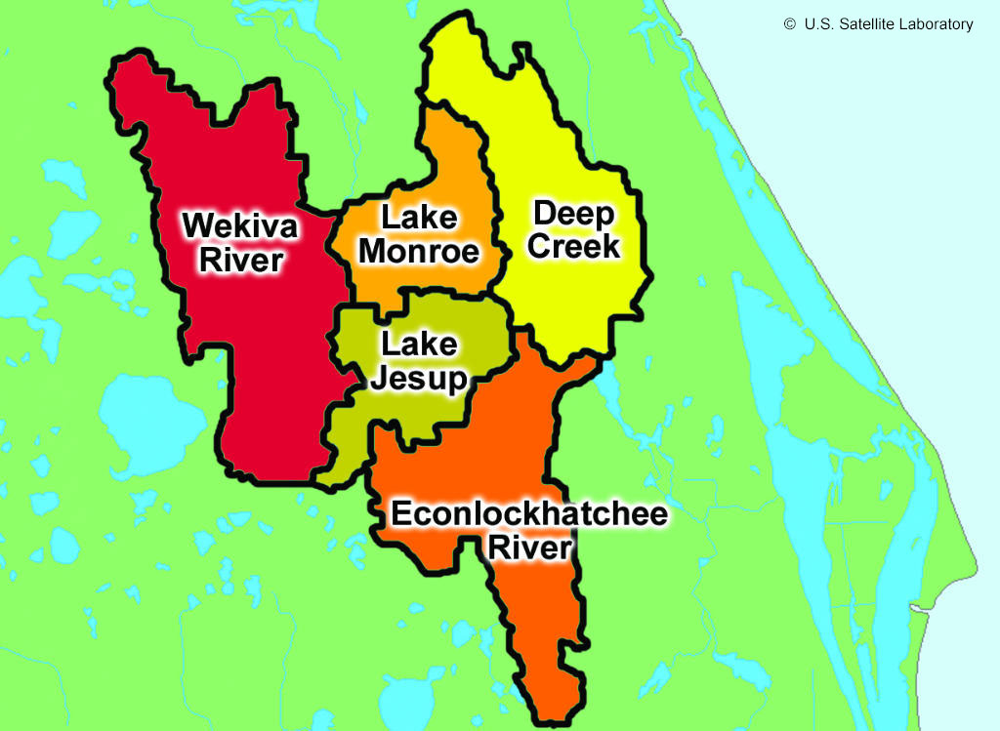 © U.S. Satellite Laboratory
Wekiva
River
Lake
Monroe
Deep
Creek
Lake
Jesup
Econlockhatchee
River